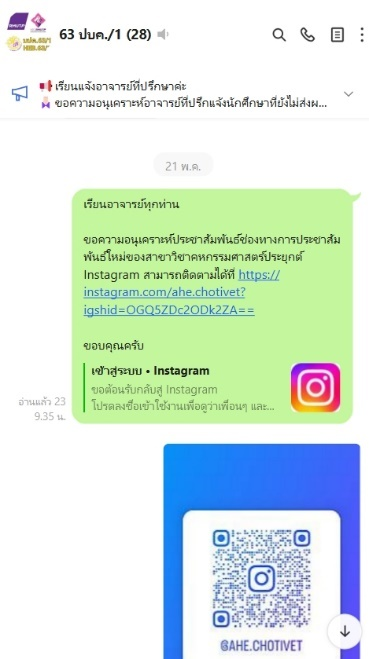 63 ปบค./1 (28)
เรียนแจ้งอาจารย์ที่ปรึกษาค่ะ
ขอความอนุเคราะห์อาจารย์ที่ปรึกแจ้งนักศึกษาที่ยังไม่ส่งผ...
21 พ.ค.
เรียนอาจารย์ทุกท่าน
ขอความอนุเคราะห์ประชาสัมพันธ์ช่องทางการประชาสัม
พันธ์ใหม่ของสาขาวิชาคหกรรมศาสตร์ประยุกต์
Instagram สามารถติดตามได้ที่ https://
instagram.com/ahe.chotivet?
igshid=OGQ5ZDc2ODk2ZA==
ขอบคุณครับ
เข้าสู่ระบบ • Instagram
ขอต้อนรับกลับสู่ Instagram
โปรดลงชื่อเข้าใช้งานเพื่อดูว่าเพื่อนๆ และ...
อ่านแล้ว 23
9.35 น.
@AHE.CHOTIVET